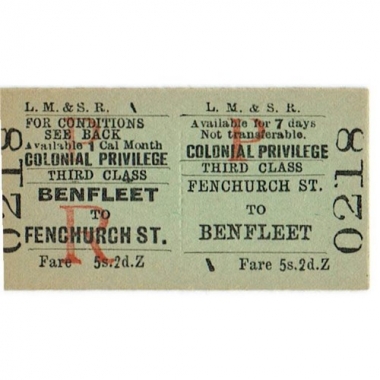 L. M. & S. R.
FOR CONDITIONS
SEE BACK
Available 1 Cal Month
COLONIAL PRIVILEGE
THIRD CLASS
BENFLEET
TO
FENCHURCH ST.
Fare 5s.2d.Z
0218
P
R
L. M. & S. R.
Available for 7 days
Not transferable.
COLONIAL PRIVILEGE
THIRD CLASS
FENCHURCH ST.
TO
BENFLEET
Fare 5s.2d.Z
0218
P